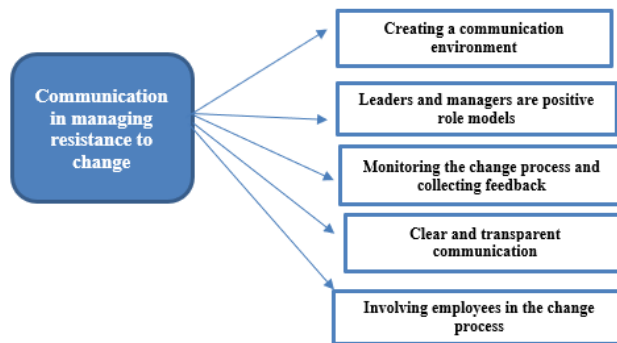 Communication
in managing
resistance to
change
Creating a communication
environment
Leaders and managers are positive
role models
Monitoring the change process and
collecting feedback
Clear and transparent
communication
Involving employees in the change
process